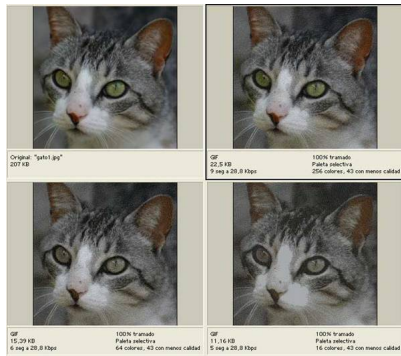 Original: "gato1.jpg"
207 KB
GIF
22,5 KB
9 seg a 28,8 Kbps
100% tramado
Paleta selectiva
256 colores, 43 con menos calidad
GIF
15,39 KB
6 seg a 28,8 Kbps
100% tramado
Paleta selectiva
64 colores, 43 con menos calidad
GIF
11,16 KB
5 seg a 28,8 Kbps
100% tramado
Paleta selectiva
16 colores, 43 con menos calidad